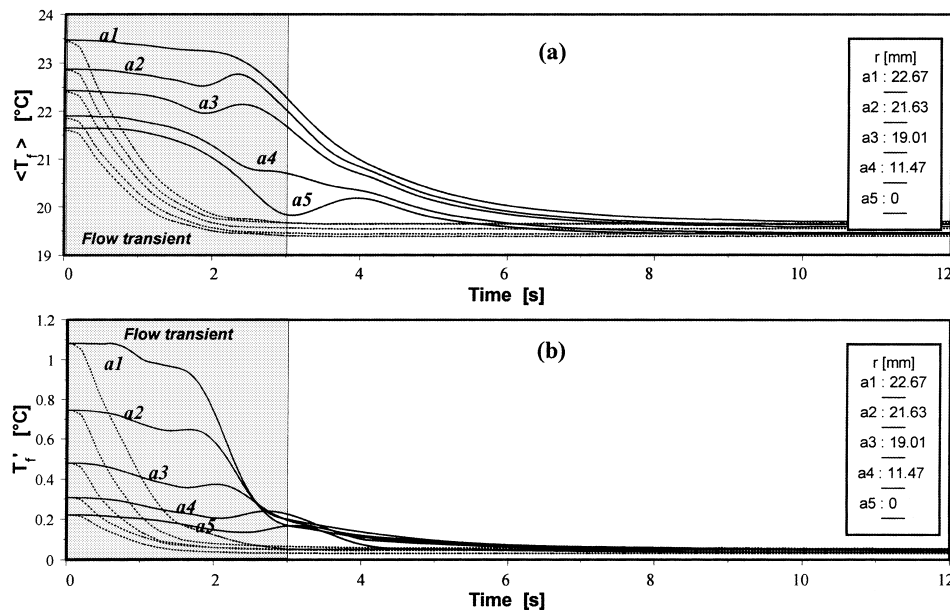 24
23
22
21
20
19
<T_f> [°C]
a1
a2
a3
a4
a5
Flow transient
(a)
r [mm]
a1 : 22.67
a2 : 21.63
a3 : 19.01
a4 : 11.47
a5 : 0
0 2 4 6 8 10 12
Time [s]
1.2
1
0.8
0.6
0.4
0.2
0
T_f' [°C]
Flow transient
a1
a2
a3
a4
a5
(b)
r [mm]
a1 : 22.67
a2 : 21.63
a3 : 19.01
a4 : 11.47
a5 : 0
0 2 4 6 8 10 12
Time [s]